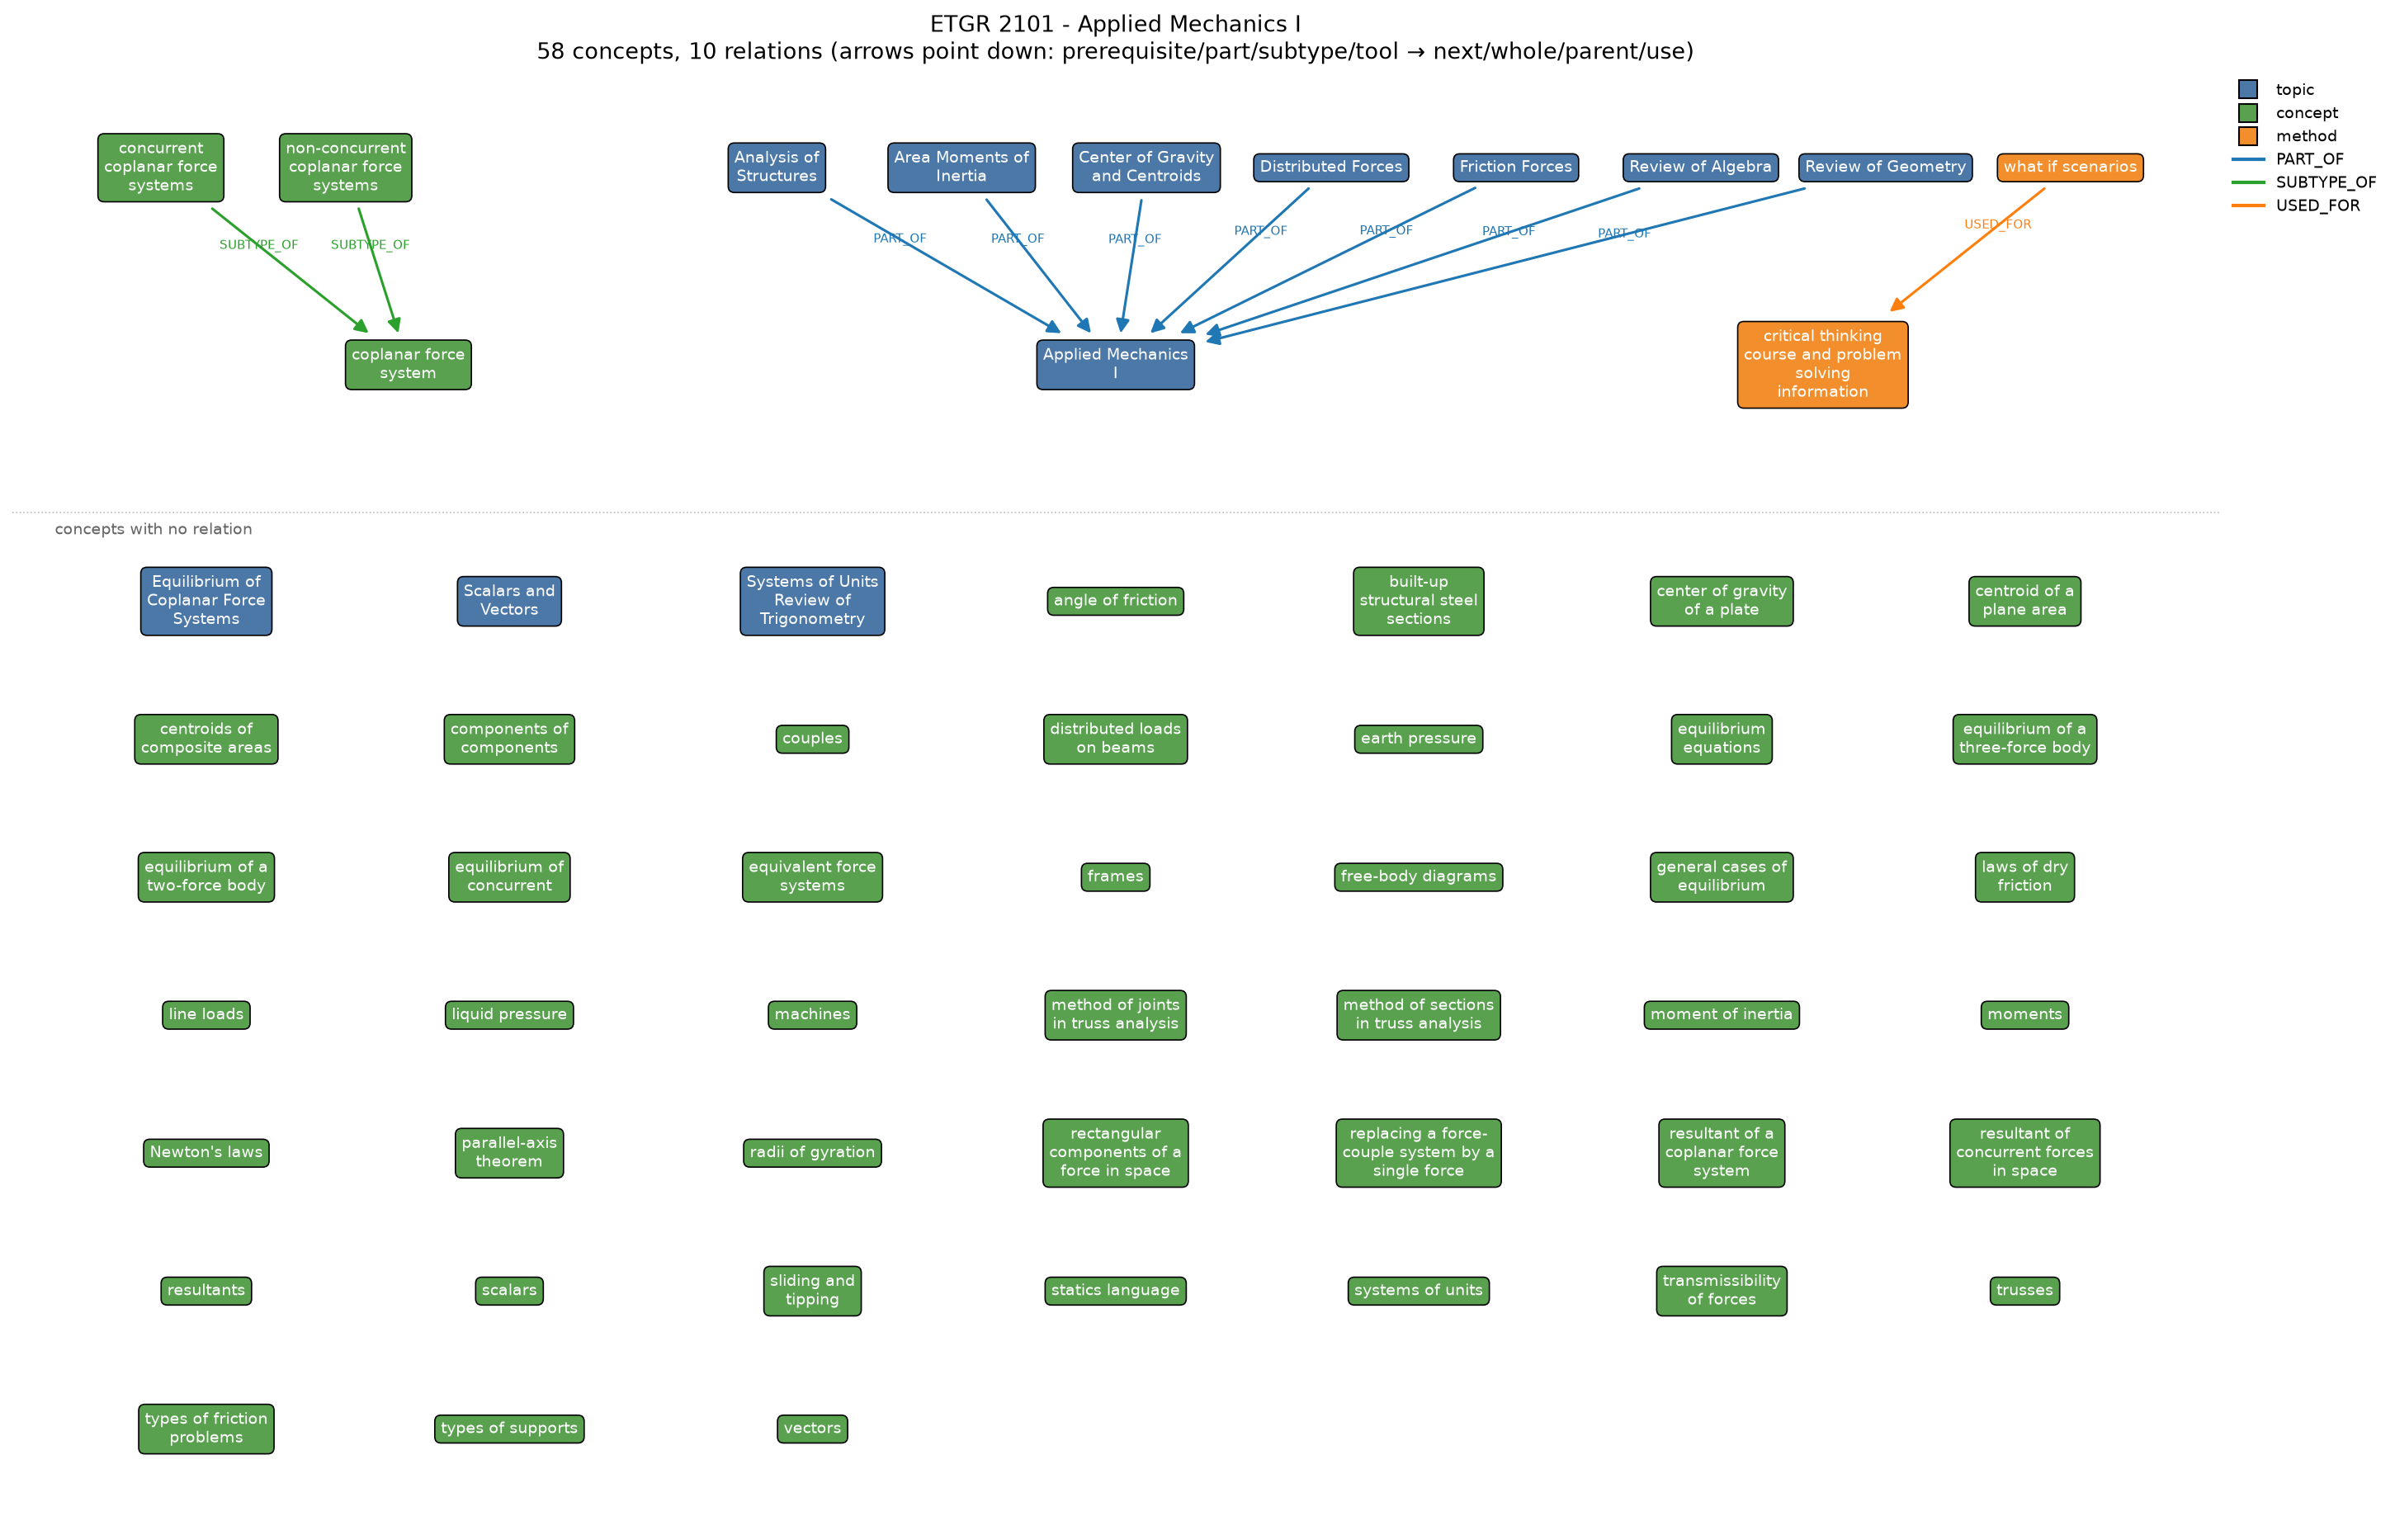 ETGR 2101 - Applied Mechanics I
58 concepts, 10 relations (arrows point down: prerequisite/part/subtype/tool → next/whole/parent/use)
topic
concept
method
PART_OF
SUBTYPE_OF
USED_FOR
concurrent
coplanar force
systems
non-concurrent
coplanar force
systems
Analysis of
Structures
Area Moments of
Inertia
Center of Gravity
and Centroids
Distributed Forces
Friction Forces
Review of Algebra
Review of Geometry
what if scenarios
SUBTYPE_OF
SUBTYPE_OF
PART_OF
PART_OF
PART_OF
PART_OF
PART_OF
PART_OF
PART_OF
USED_FOR
coplanar force
system
Applied Mechanics
I
critical thinking
course and problem
solving
information
concepts with no relation
Equilibrium of
Coplanar Force
Systems
Scalars and
Vectors
Systems of Units
Review of
Trigonometry
angle of friction
built-up
structural steel
sections
center of gravity
of a plate
centroid of a
plane area
centroids of
composite areas
components of
components
couples
distributed loads
on beams
earth pressure
equilibrium
equations
equilibrium of a
three-force body
equilibrium of a
two-force body
equilibrium of
concurrent
equivalent force
systems
frames
free-body diagrams
general cases of
equilibrium
laws of dry
friction
line loads
liquid pressure
machines
method of joints
in truss analysis
method of sections
in truss analysis
moment of inertia
moments
Newton's laws
parallel-axis
theorem
radii of gyration
rectangular
components of a
force in space
replacing a force-
couple system by a
single force
resultant of a
coplanar force
system
resultant of
concurrent forces
in space
resultants
scalars
sliding and
tipping
statics language
systems of units
transmissibility
of forces
trusses
types of friction
problems
types of supports
vectors